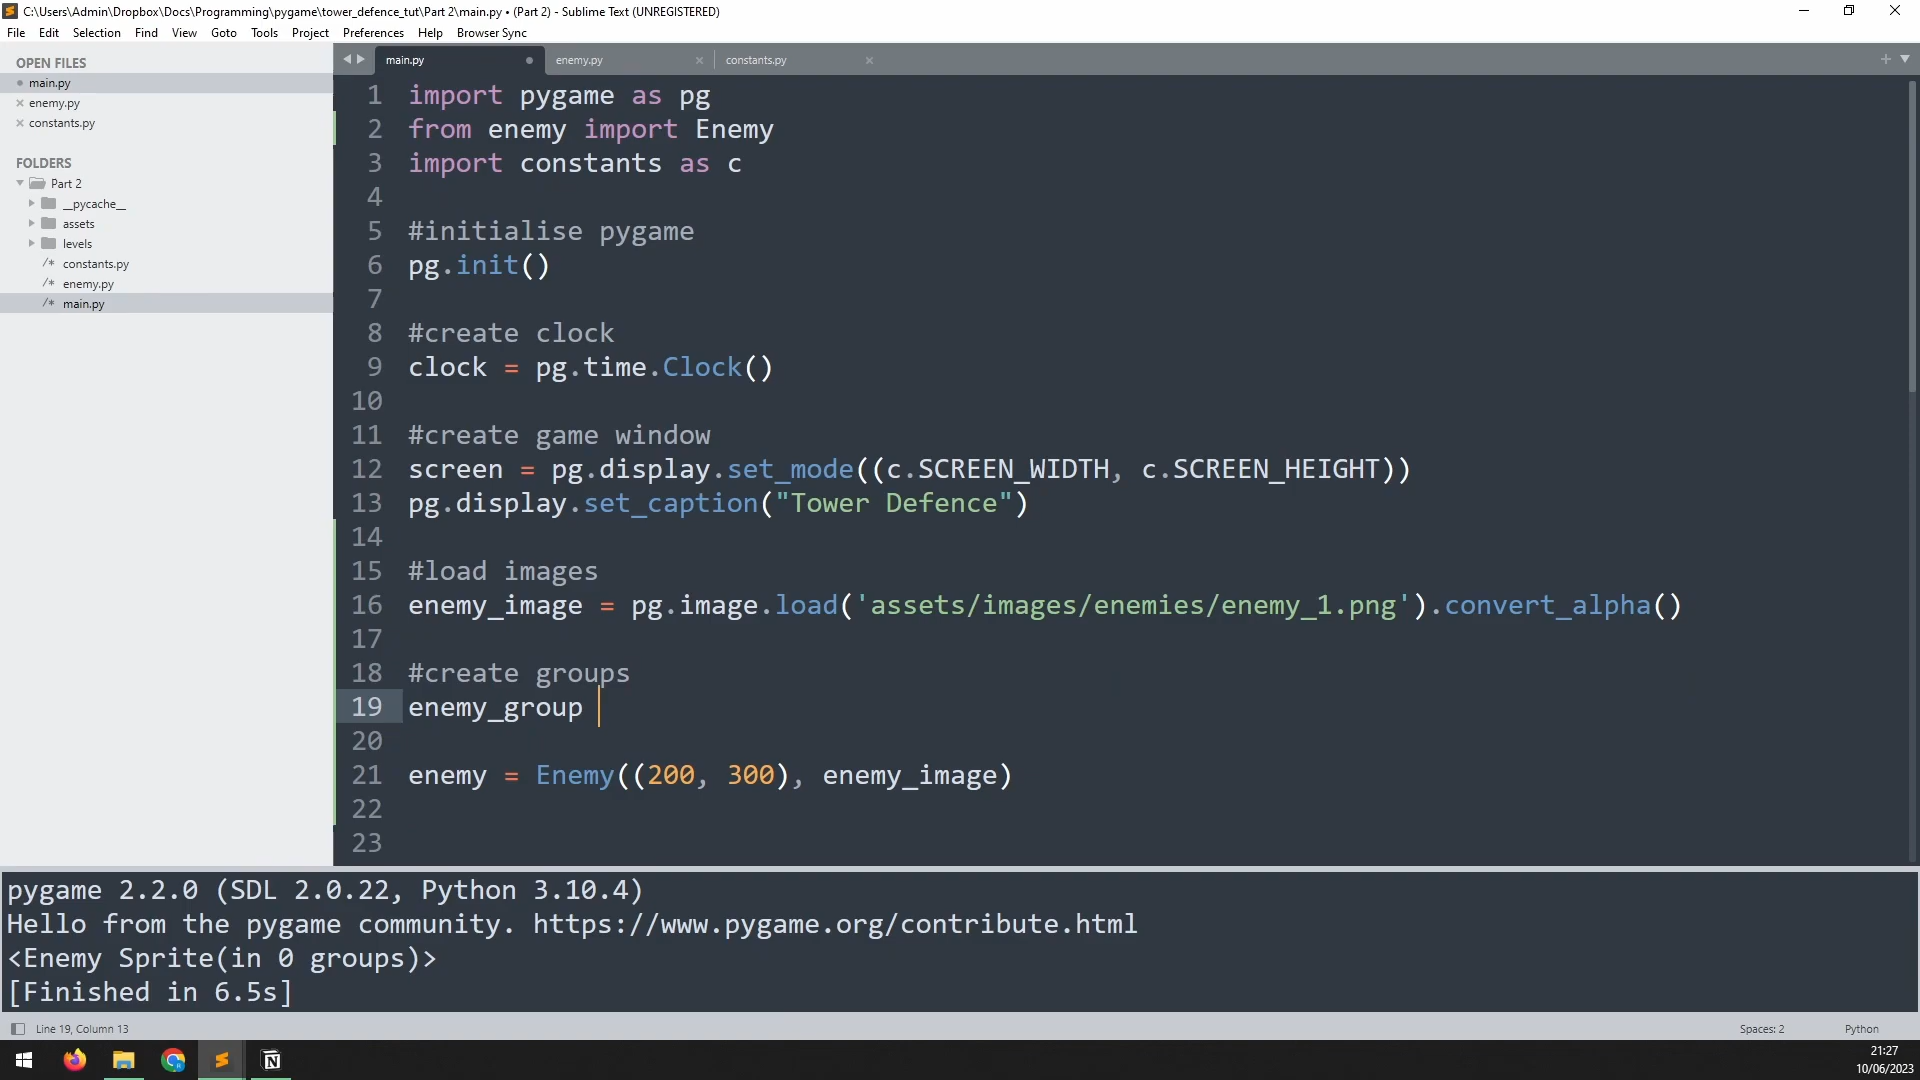 C:\Users\Admin\Dropbox\Docs\Programming\pygame\tower_defence_tut\Part 2\main.py • (Part 2) - Sublime Text (UNREGISTERED)
File Edit Selection Find View Goto Tools Project Preferences Help Browser Sync
OPEN FILES
main.py
enemy.py
constants.py
FOLDERS
Part 2
__pycache__
assets
levels
/* constants.py
/* enemy.py
/* main.py
main.py enemy.py constants.py
1 import pygame as pg
2 from enemy import Enemy
3 import constants as c
4
5 #initialise pygame
6 pg.init()
7
8 #create clock
9 clock = pg.time.Clock()
10
11 #create game window
12 screen = pg.display.set_mode((c.SCREEN_WIDTH, c.SCREEN_HEIGHT))
13 pg.display.set_caption("Tower Defence")
14
15 #load images
16 enemy_image = pg.image.load('assets/images/enemies/enemy_1.png').convert_alpha()
17
18 #create groups
19 enemy_group
20
21 enemy = Enemy((200, 300), enemy_image)
22
23
pygame 2.2.0 (SDL 2.0.22, Python 3.10.4)
Hello from the pygame community. https://www.pygame.org/contribute.html
<Enemy Sprite(in 0 groups)>
[Finished in 6.5s]
Line 19, Column 13 Spaces: 2 Python
21:27
10/06/2023